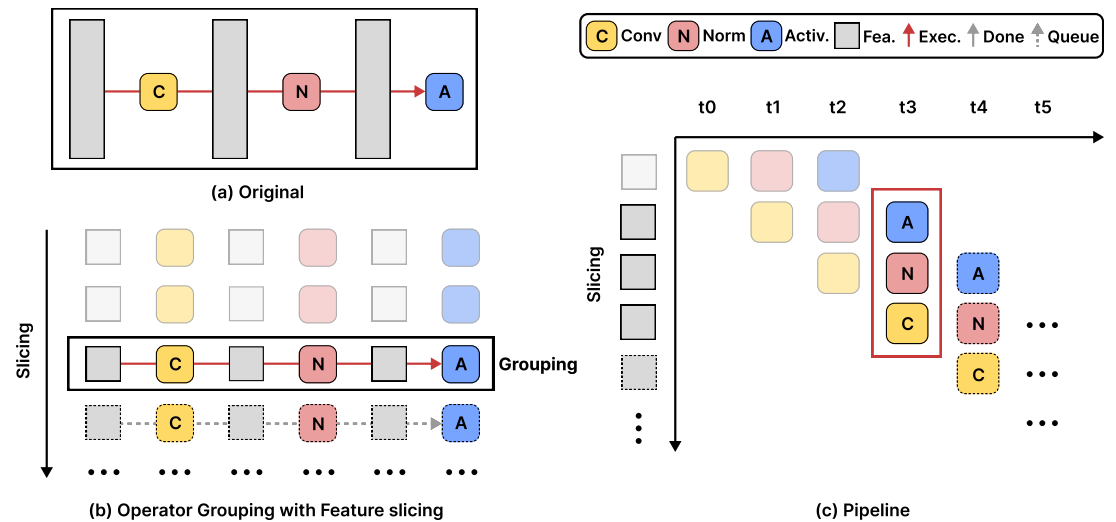 C N A
(a) Original
Slicing
C N A Grouping
C N A
••• ••• ••• ••• ••• ••• •••
(b) Operator Grouping with Feature slicing
C Conv N Norm A Activ. Fea. Exec. Done Queue
t0 t1 t2 t3 t4 t5
Slicing
A
N A
C N •••
C •••
•••
(c) Pipeline